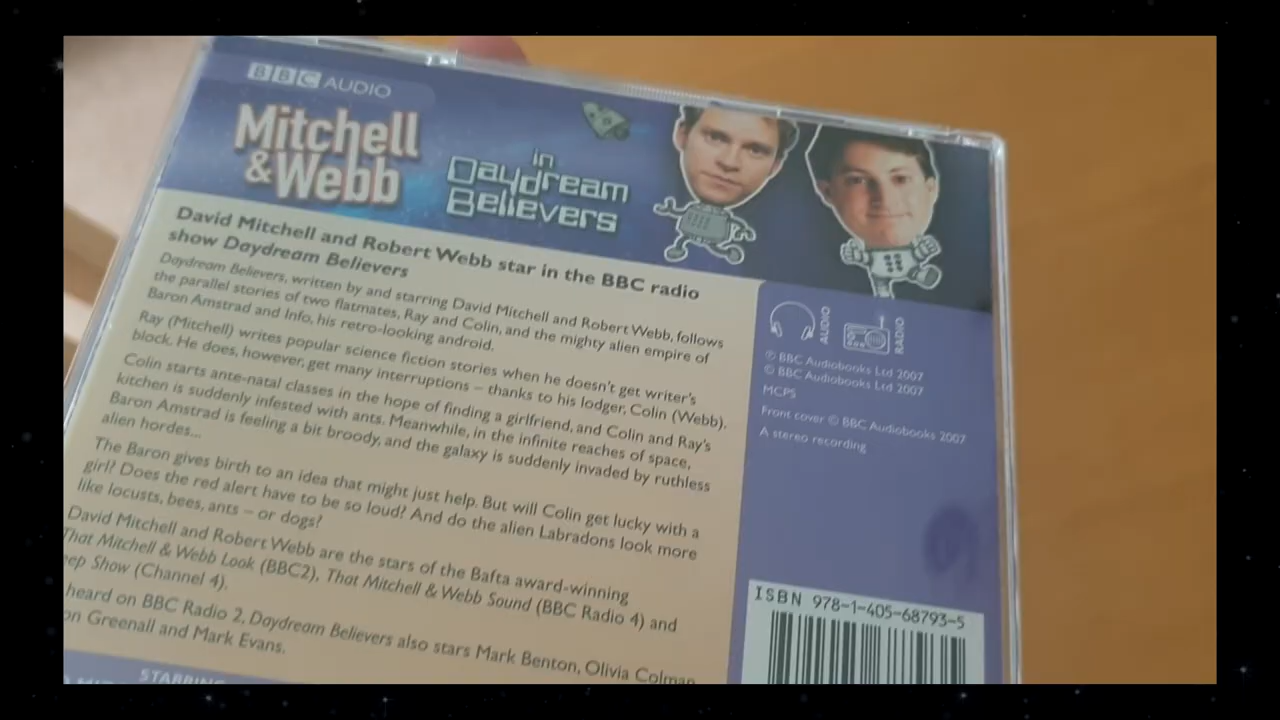 BBC AUDIO
Mitchell
& Webb
in
Daydream
Believers
David Mitchell and Robert Webb star in the BBC radio
show Daydream Believers
Daydream Believers, written by and starring David Mitchell and Robert Webb, follows
the parallel stories of two flatmates, Ray and Colin, and the mighty alien empire of
Baron Amstrad and Info, his retro-looking android.
Ray (Mitchell) writes popular science fiction stories when he doesn't get writer's
block. He does, however, get many interruptions – thanks to his lodger, Colin (Webb).
Colin starts ante-natal classes in the hope of finding a girlfriend, and Colin and Ray's
kitchen is suddenly infested with ants. Meanwhile, in the infinite reaches of space,
Baron Amstrad is feeling a bit broody, and the galaxy is suddenly invaded by ruthless
alien hordes...
The Baron gives birth to an idea that might just help. But will Colin get lucky with a
girl? Does the red alert have to be so loud? And do the alien Labradons look more
like locusts, bees, ants – or dogs?
David Mitchell and Robert Webb are the stars of the Bafta award-winning
That Mitchell & Webb Look (BBC2), That Mitchell & Webb Sound (BBC Radio 4) and
eep Show (Channel 4).
heard on BBC Radio 2, Daydream Believers also stars Mark Benton, Olivia Colman
on Greenall and Mark Evans.
STARRING
AUDIO
RADIO
℗ BBC Audiobooks Ltd 2007
© BBC Audiobooks Ltd 2007
MCPS
Front cover © BBC Audiobooks 2007
A stereo recording
ISBN 978-1-405-68793-5